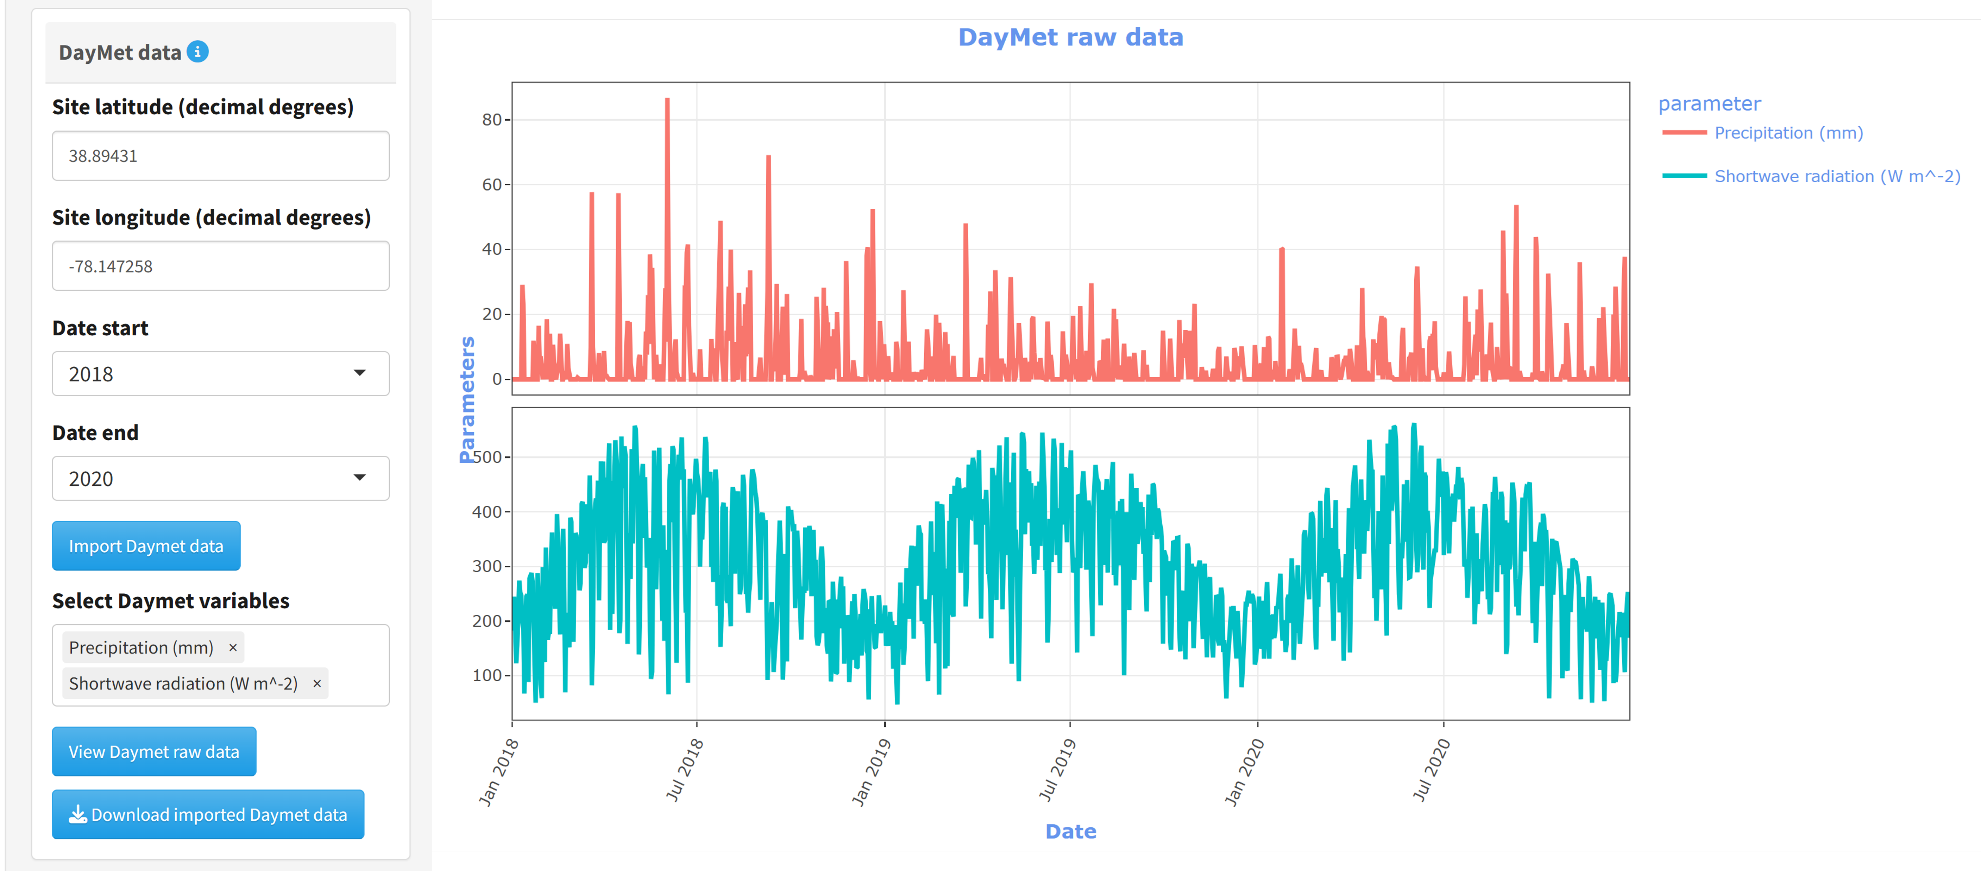 DayMet data
Site latitude (decimal degrees)
38.89431
Site longitude (decimal degrees)
-78.147258
Date start
2018
Date end
2020
Import Daymet data
Select Daymet variables
Precipitation (mm) ×
Shortwave radiation (W m^-2) ×
View Daymet raw data
Download imported Daymet data
DayMet raw data
Parameters
80
60
40
20
0
500
400
300
200
100
Jan 2018
Jul 2018
Jan 2019
Jul 2019
Jan 2020
Jul 2020
Date
parameter
Precipitation (mm)
Shortwave radiation (W m^-2)